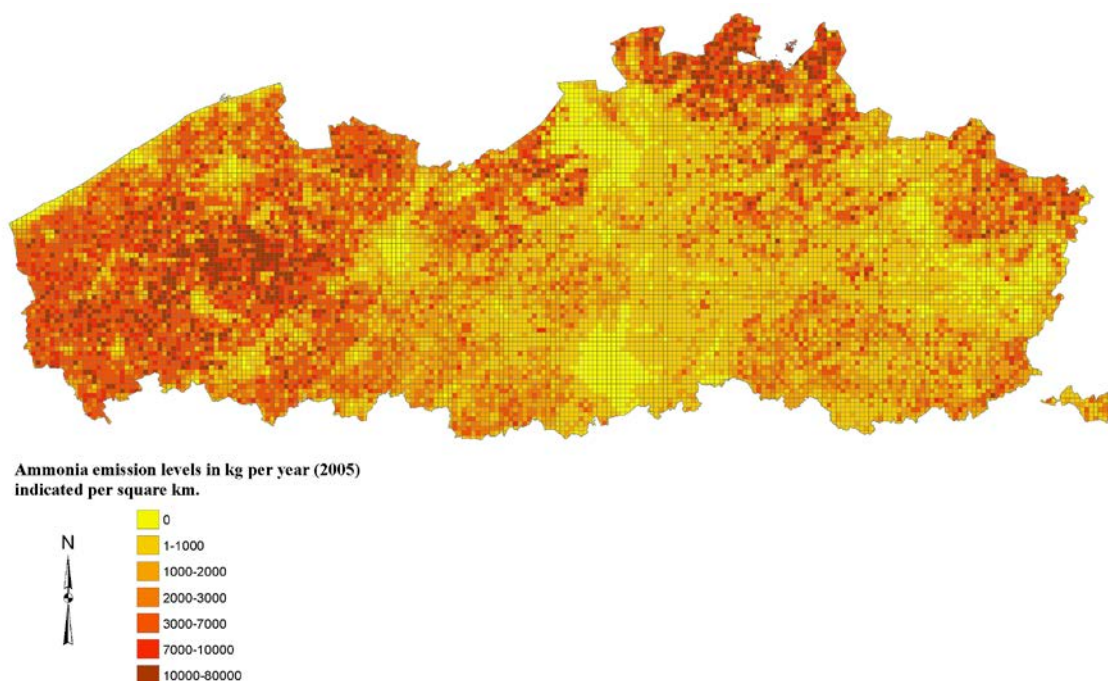 Ammonia emission levels in kg per year (2005)
indicated per square km.
N
0
1-1000
1000-2000
2000-3000
3000-7000
7000-10000
10000-80000